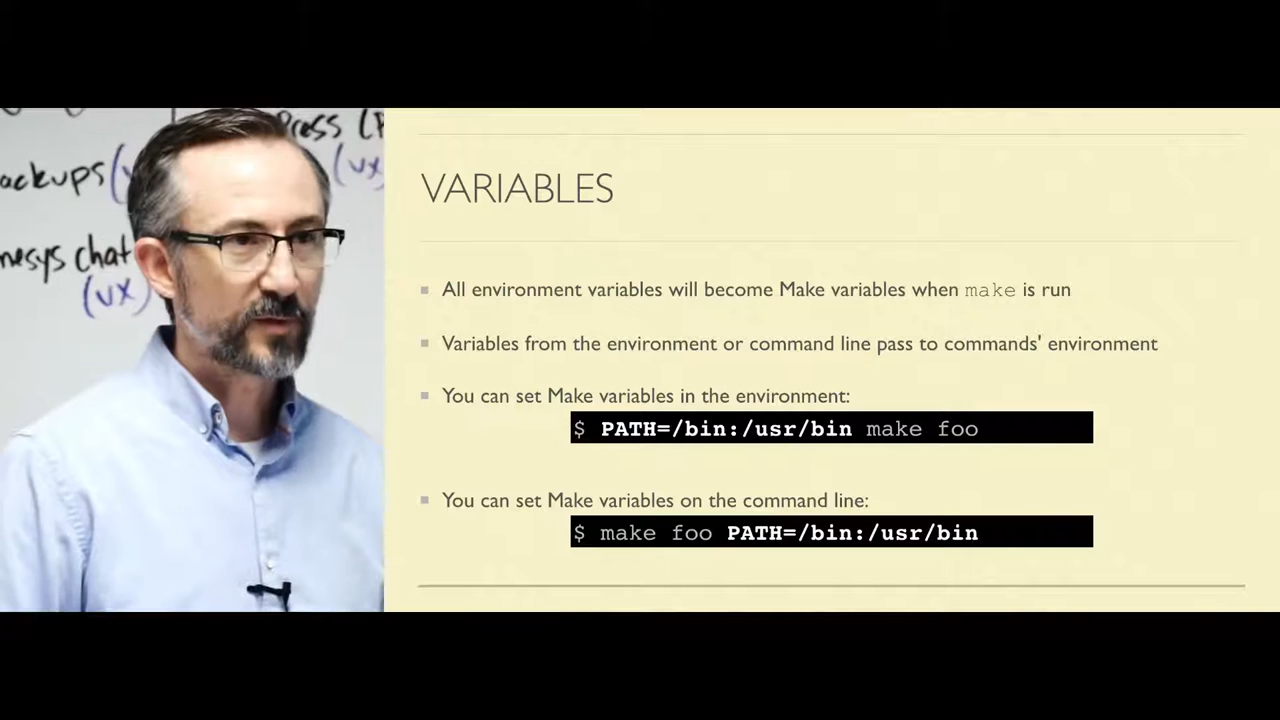 Press (P
ackups (v
(vx)
nesys chat
(vx)
VARIABLES
All environment variables will become Make variables when make is run
Variables from the environment or command line pass to commands' environment
You can set Make variables in the environment:
$ PATH=/bin:/usr/bin make foo
You can set Make variables on the command line:
$ make foo PATH=/bin:/usr/bin